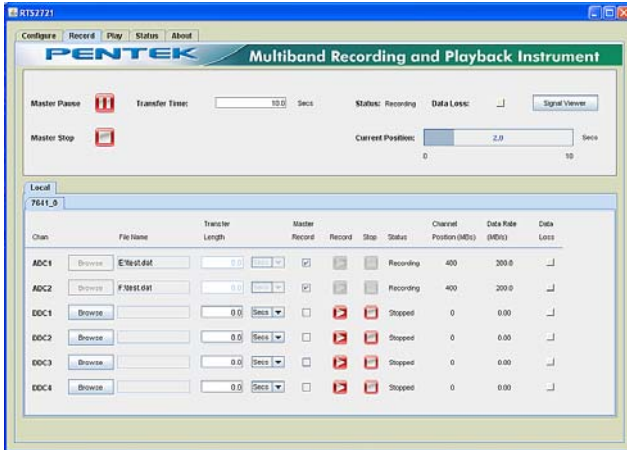 RTS2721
Configure Record Play Status About
PENTEK Multiband Recording and Playback Instrument
Master Pause Transfer Time: 10.0 Secs Status: Recording Data Loss: Signal Viewer
Master Stop Current Position: 2.0 Secs
0 10
Local
7641_0
Transfer Master Channel Data Rate Data
Chan File Name Length Record Record Stop Status Position (MBs) (MB/s) Loss
ADC1 Browse E:\test.dat 0.0 Secs Recording 400 200.0
ADC2 Browse F:\test.dat 0.0 Secs Recording 400 200.0
DDC1 Browse 0.0 Secs Stopped 0 0.00
DDC2 Browse 0.0 Secs Stopped 0 0.00
DDC3 Browse 0.0 Secs Stopped 0 0.00
DDC4 Browse 0.0 Secs Stopped 0 0.00